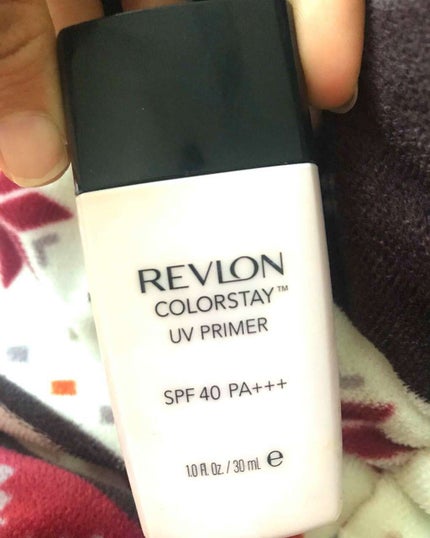 REVLON
COLORSTAY™
UV PRIMER
SPF 40 PA+++
1.0 fl. Oz. / 30 mL e